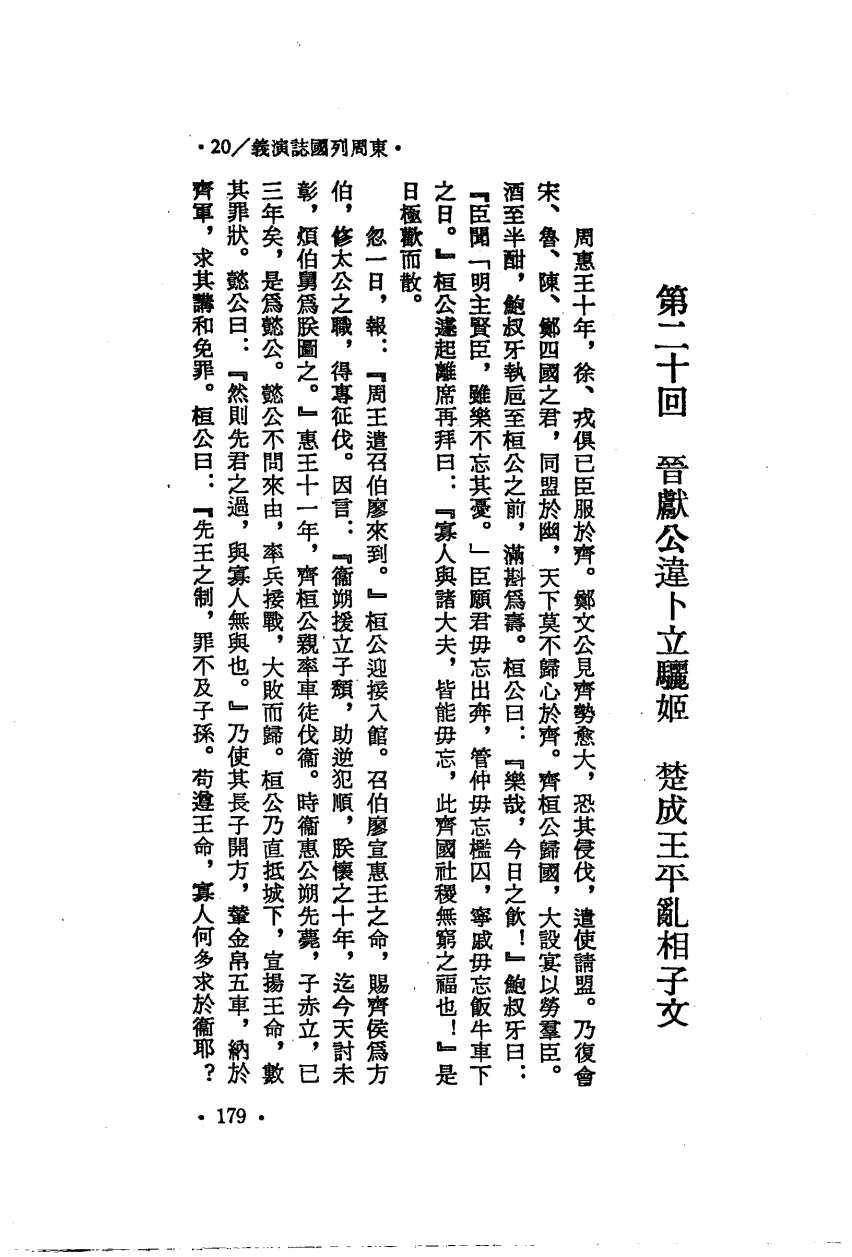 ·東周列國誌演義/20·
第二十回　晉獻公違卜立驪姬　楚成王平亂相子文
周惠王十年，徐、戎俱已臣服於齊。鄭文公見齊勢愈大，恐其侵伐，遣使請盟。乃復會
宋、魯、陳、鄭四國之君，同盟於幽，天下莫不歸心於齊。齊桓公歸國，大設宴以勞羣臣。
酒至半酣，鮑叔牙執卮至桓公之前，滿斟爲壽。桓公曰：『樂哉，今日之飲！』鮑叔牙曰：
『臣聞「明主賢臣，雖樂不忘其憂。」臣願君毋忘出奔，管仲毋忘檻囚，寧戚毋忘飯牛車下
之日。』桓公遽起離席再拜曰：『寡人與諸大夫，皆能毋忘，此齊國社稷無窮之福也！』是
日極歡而散。
忽一日，報：『周王遣召伯廖來到。』桓公迎接入館。召伯廖宣惠王之命，賜齊侯爲方
伯，修太公之職，得專征伐。因言：『衞朔援立子頹，助逆犯順，朕懷之十年，迄今天討未
彰，煩伯舅爲朕圖之。』惠王十一年，齊桓公親率車徒伐衞。時衞惠公朔先薨，子赤立，已
三年矣，是爲懿公。懿公不問來由，率兵接戰，大敗而歸。桓公乃直抵城下，宣揚王命，數
其罪狀。懿公曰：『然則先君之過，與寡人無與也。』乃使其長子開方，輦金帛五車，納於
齊軍，求其講和免罪。桓公曰：『先王之制，罪不及子孫。苟遵王命，寡人何多求於衞耶？
·179·